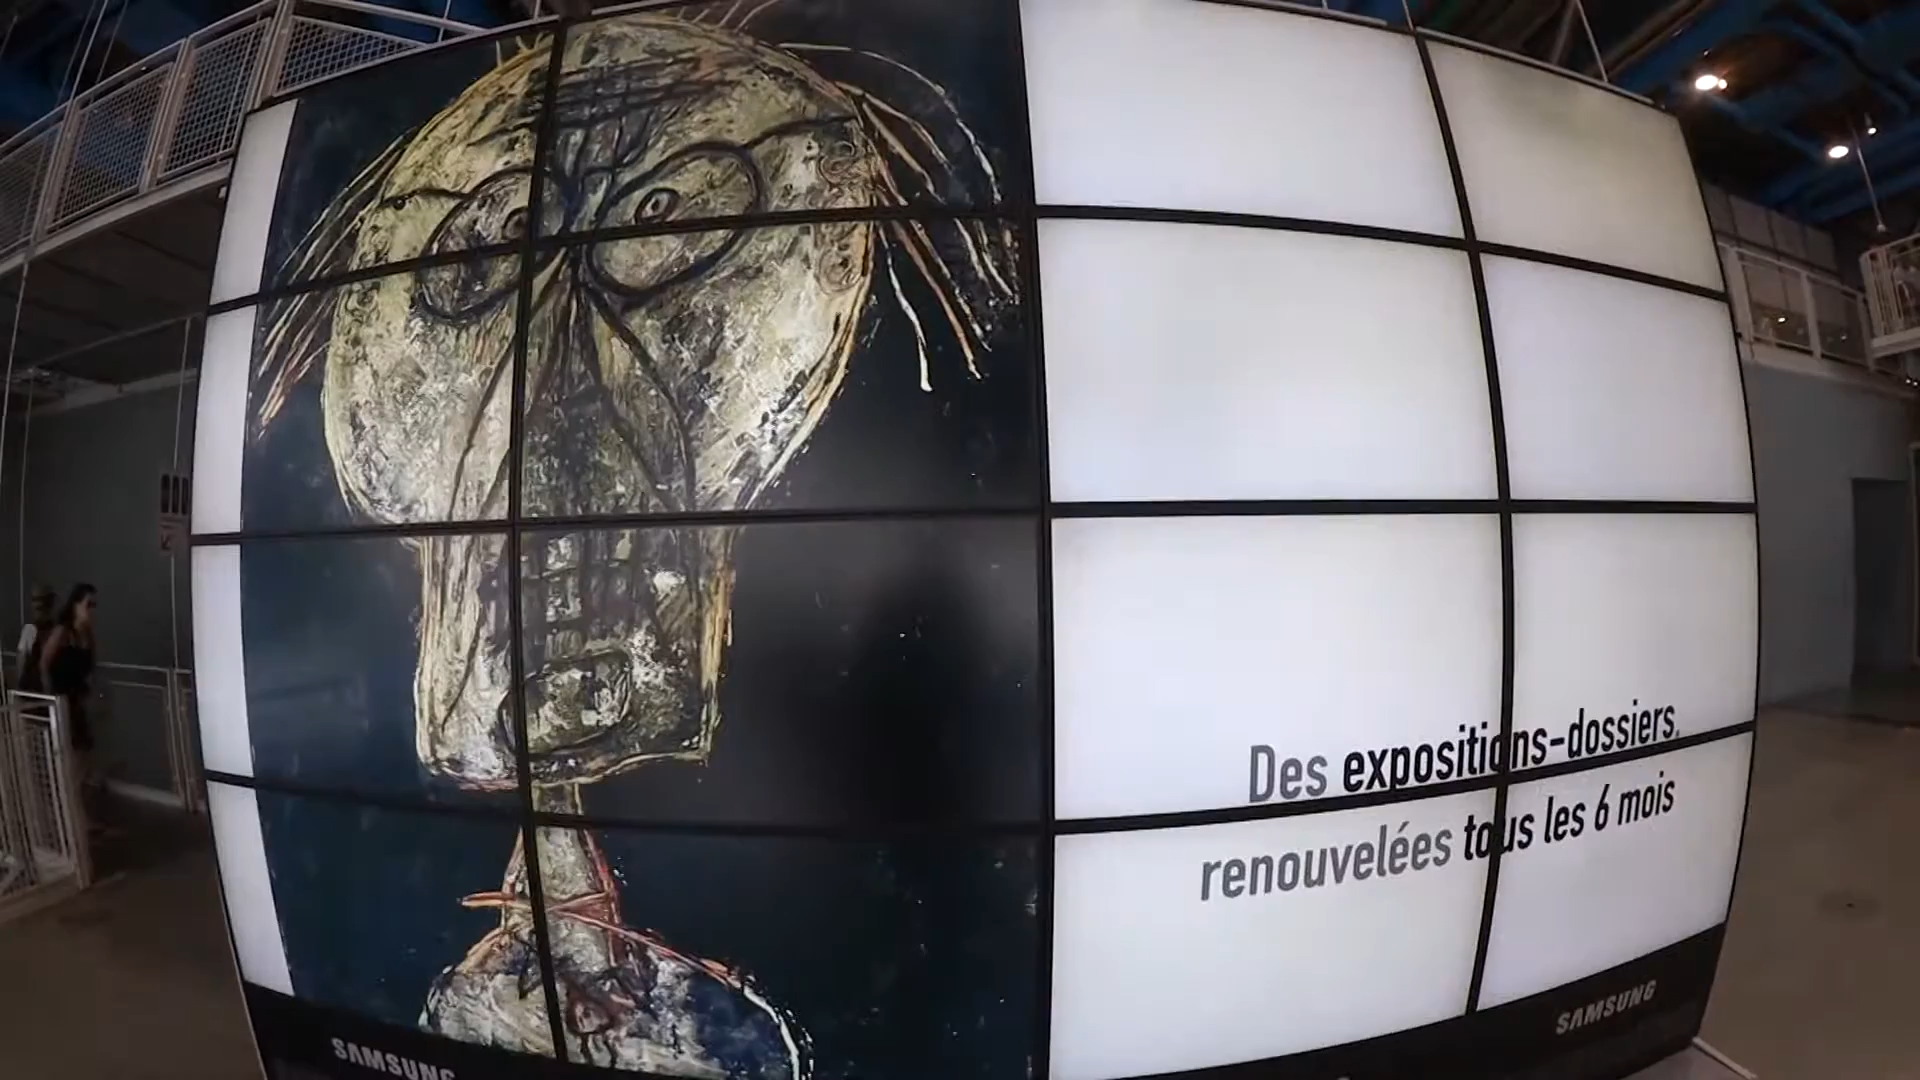 Des expositions-dossiers,
renouvelées tous les 6 mois
SAMSUNG
SAMSUNG